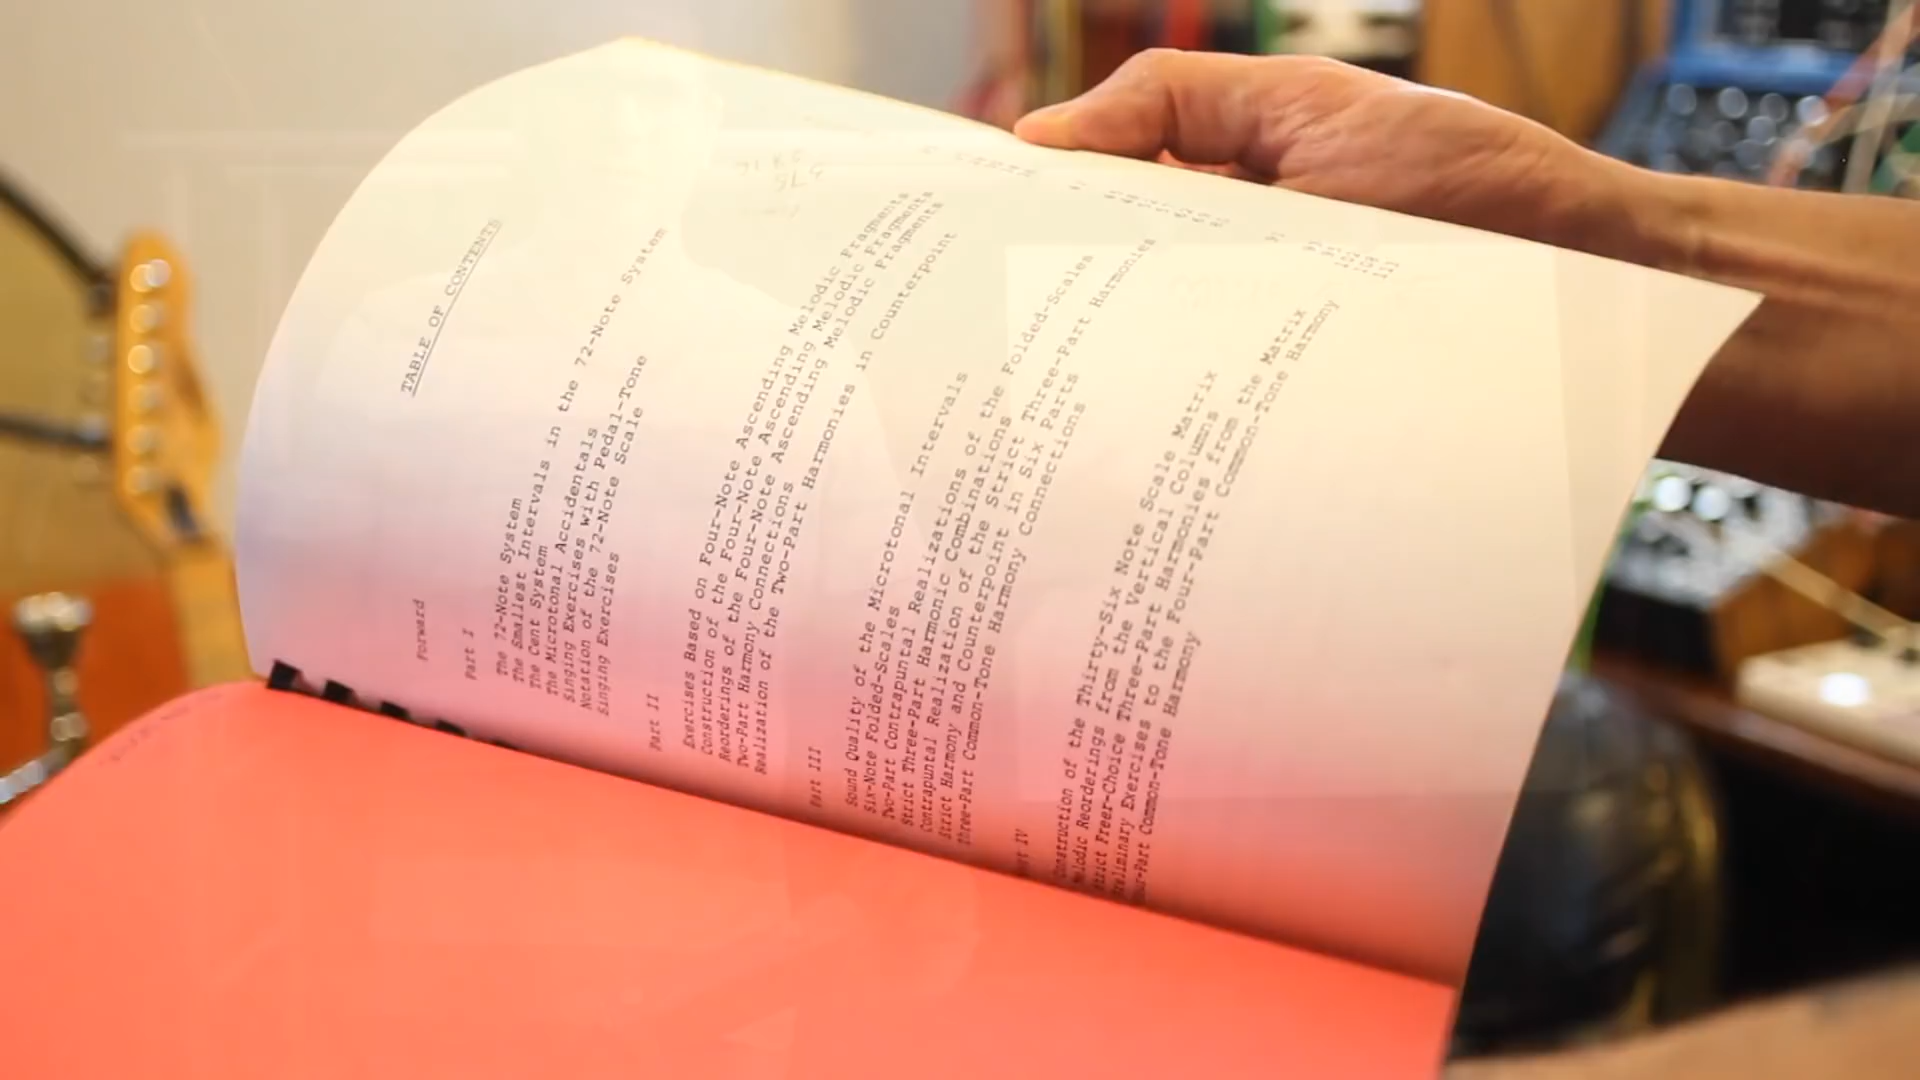 TABLE OF CONTENTS
Forward
Part I
The 72-Note System
The Smallest Intervals in the 72-Note System
The Cent System
The Microtonal Accidentals
Singing Exercises with Pedal-Tone
Notation of the 72-Note Scale
Singing Exercises
Part II
Exercises Based on Four-Note Ascending Melodic Fragments
Construction of the Four-Note Ascending Melodic Fragments
Reorderings of the Four-Note Ascending Melodic Fragments
Two-Part Harmony Connections
Realization of the Two-Part Harmonies in Counterpoint
Part III
Sound Quality of the Microtonal Intervals
Six-Note Folded-Scales
Two-Part Contrapuntal Realizations of the Folded-Scales
Strict Three-Part Harmonic Combinations
Contrapuntal Realization of the Strict Three-Part Harmonies
Strict Harmony and Counterpoint in Six Parts
Three-Part Common-Tone Harmony Connections
Part IV
Construction of the Thirty-Six Note Scale Matrix
Melodic Reorderings from the Vertical Columns
Strict Freer-Choice Three-Part Harmonies from the Matrix
Preliminary Exercises to the Four-Part Common-Tone Harmony
Four-Part Common-Tone Harmony